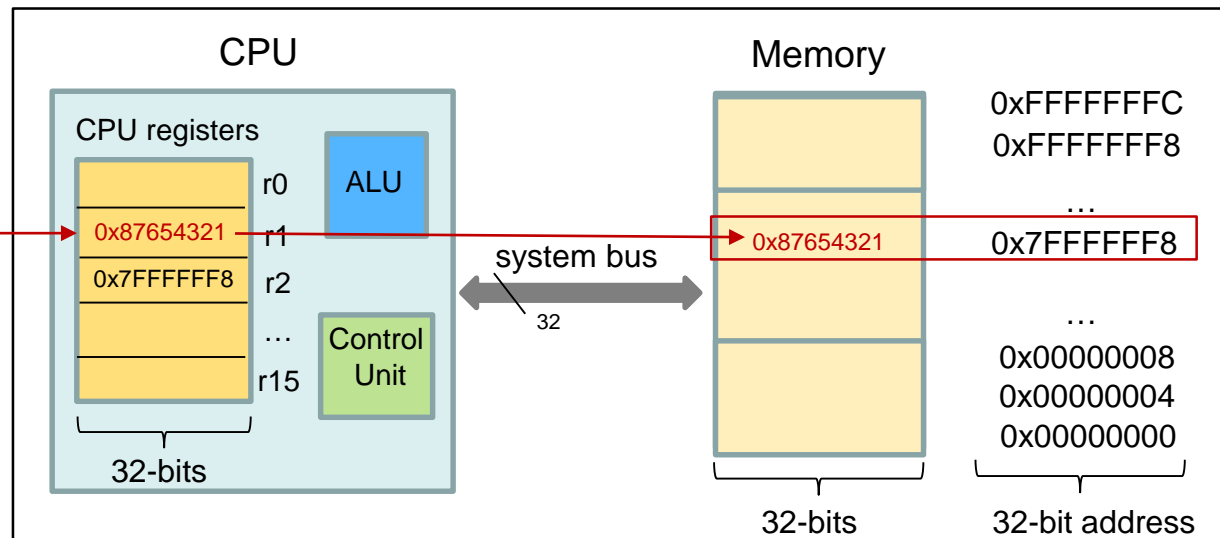 CPU
CPU registers
r0
0x87654321
r1
0x7FFFFFF8
r2
…
r15
32-bits
ALU
Control
Unit
system bus
32
Memory
0x87654321
32-bits
0xFFFFFFFC
0xFFFFFFF8
…
0x7FFFFFF8
…
0x00000008
0x00000004
0x00000000
32-bit address